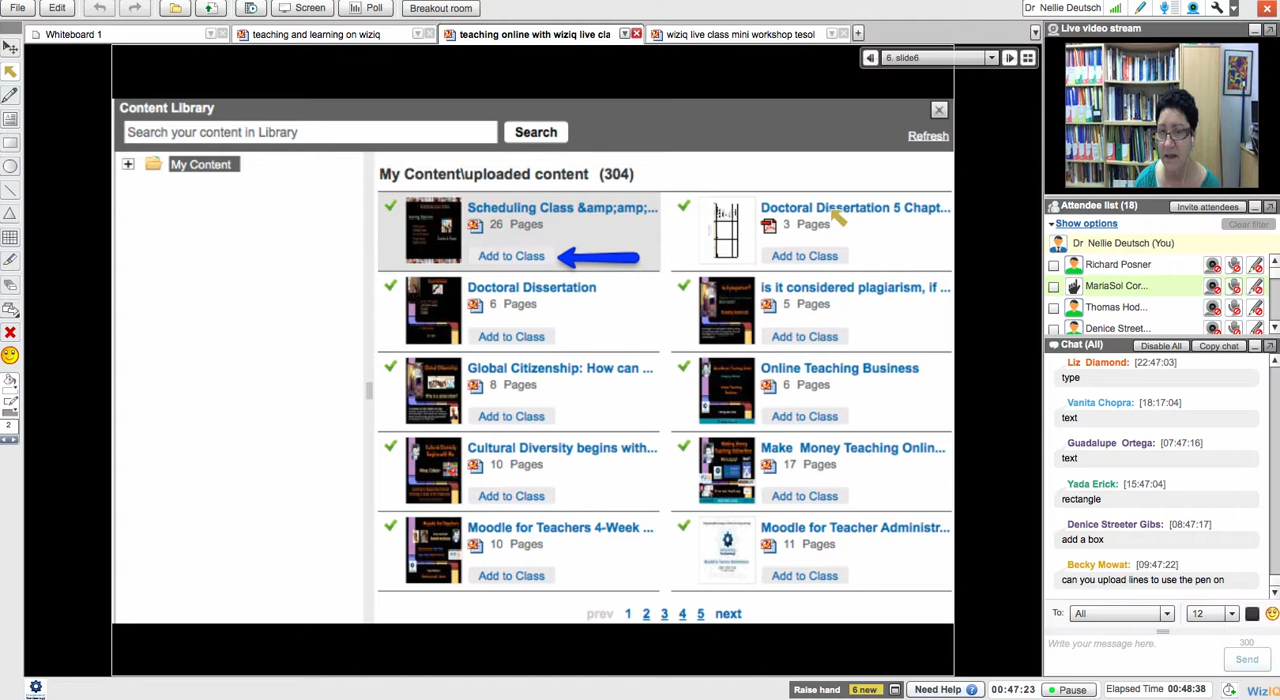 File Edit Screen Poll Breakout room Dr Nellie Deutsch
Whiteboard 1 teaching and learning on wiziq teaching online with wiziq live cla wiziq live class mini workshop tesol
6. slide6
Content Library
Search your content in Library Search
Refresh
My Content
My Content\uploaded content (304)
Scheduling Class &amp;amp;...
26 Pages
Add to Class
Doctoral Dissertation 5 Chapt...
3 Pages
Add to Class
Doctoral Dissertation
6 Pages
Add to Class
is it considered plagiarism, if ...
5 Pages
Add to Class
Global Citizenship: How can ...
8 Pages
Add to Class
Online Teaching Business
6 Pages
Add to Class
Cultural Diversity begins with...
10 Pages
Add to Class
Make Money Teaching Onlin...
17 Pages
Add to Class
Moodle for Teachers 4-Week ...
10 Pages
Add to Class
Moodle for Teacher Administr...
11 Pages
Add to Class
prev 1 2 3 4 5 next
2
Live video stream
Attendee list (18) Invite attendees
Show options Clear filter
Dr Nellie Deutsch (You)
Richard Posner
MariaSol Cor...
Thomas Hod...
Denice Street...
Chat (All) Disable All Copy chat
Liz Diamond: [22:47:03]
type
Vanita Chopra: [18:17:04]
text
Guadalupe Ortega: [07:47:16]
text
Yada Erick: [15:47:04]
rectangle
Denice Streeter Gibs: [08:47:17]
add a box
Becky Mowat: [09:47:22]
can you upload lines to use the pen on
To: All 12
Write your message here. 300
Send
Raise hand 6 new Need Help ? 00:47:23 Pause Elapsed Time 00:48:38 WizIQ